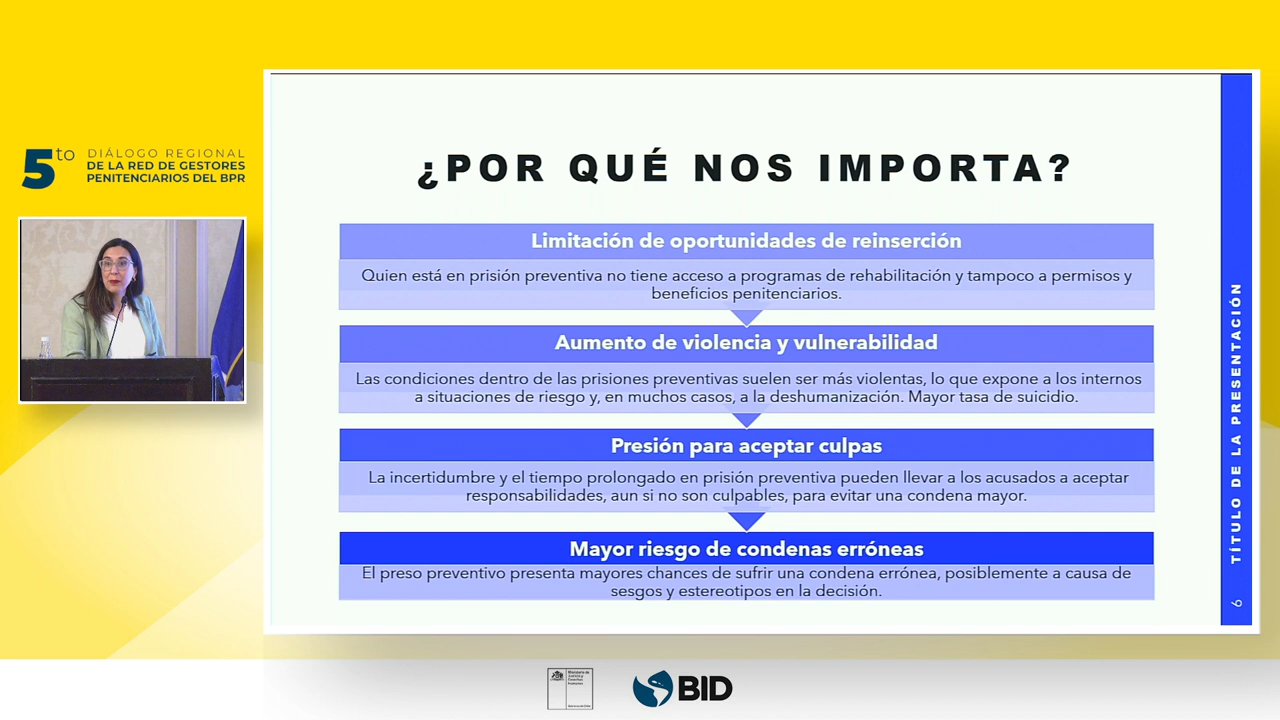 5to DIÁLOGO REGIONAL
DE LA RED DE GESTORES
PENITENCIARIOS DEL BPR
¿POR QUÉ NOS IMPORTA?
Limitación de oportunidades de reinserción
Quien está en prisión preventiva no tiene acceso a programas de rehabilitación y tampoco a permisos y
beneficios penitenciarios.
Aumento de violencia y vulnerabilidad
Las condiciones dentro de las prisiones preventivas suelen ser más violentas, lo que expone a los internos
a situaciones de riesgo y, en muchos casos, a la deshumanización. Mayor tasa de suicidio.
Presión para aceptar culpas
La incertidumbre y el tiempo prolongado en prisión preventiva pueden llevar a los acusados a aceptar
responsabilidades, aun si no son culpables, para evitar una condena mayor.
Mayor riesgo de condenas erróneas
El preso preventivo presenta mayores chances de sufrir una condena errónea, posiblemente a causa de
sesgos y estereotipos en la decisión.
TÍTULO DE LA PRESENTACIÓN
6
Ministerio de
Justicia y
Derechos
Humanos
BID